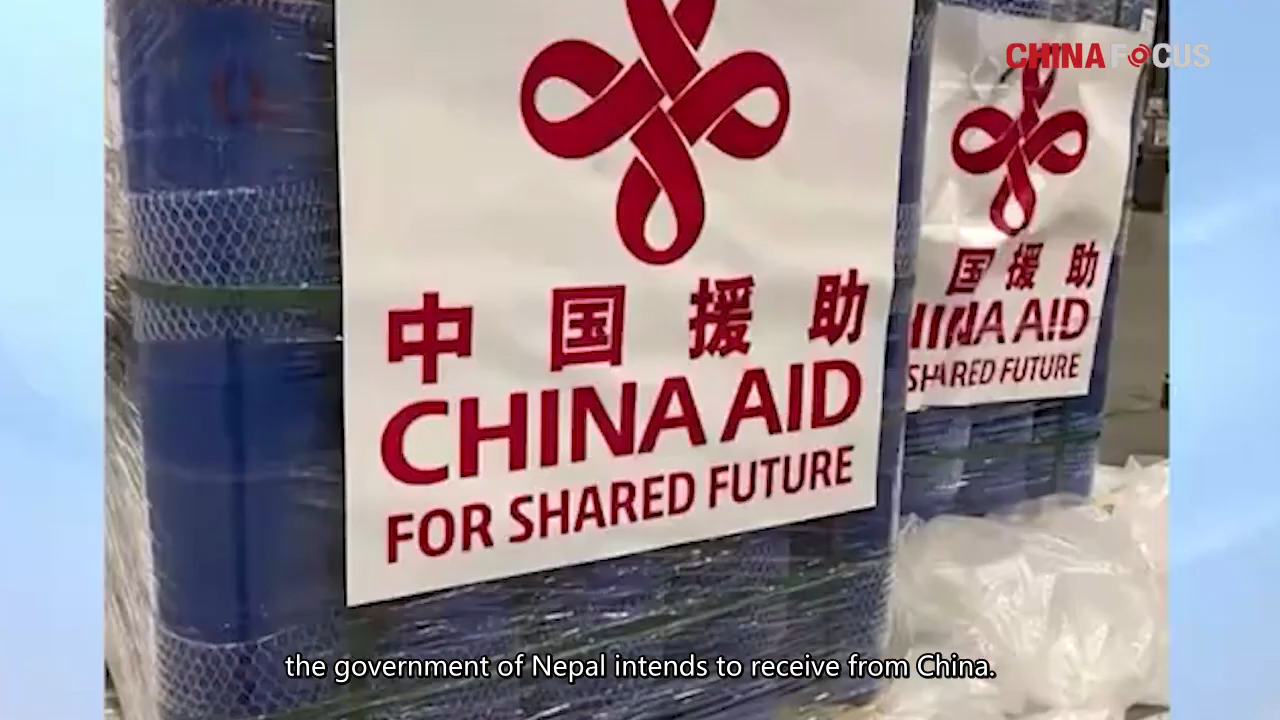 CHINA FOCUS
中国援助
CHINA AID
FOR SHARED FUTURE
国援助
HINA AID
SHARED FUTURE
the government of Nepal intends to receive from China.